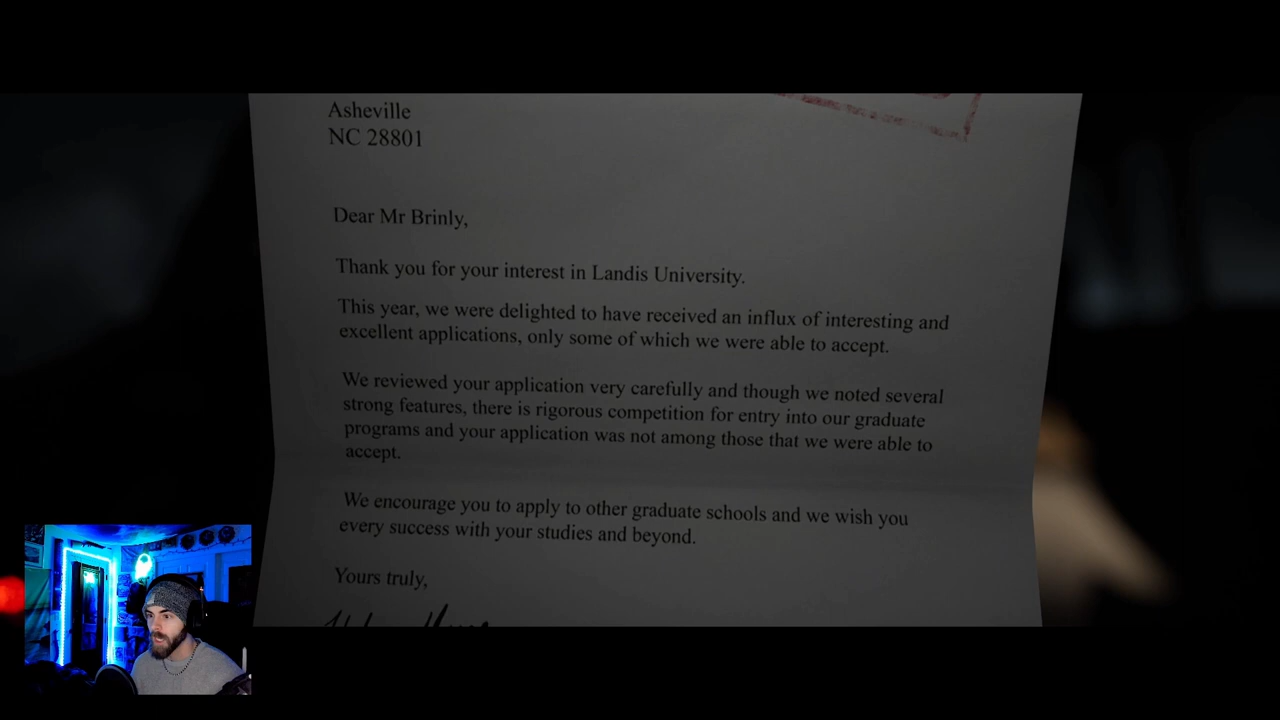 Asheville
NC 28801
Dear Mr Brinly,
Thank you for your interest in Landis University.
This year, we were delighted to have received an influx of interesting and
excellent applications, only some of which we were able to accept.
We reviewed your application very carefully and though we noted several
strong features, there is rigorous competition for entry into our graduate
programs and your application was not among those that we were able to
accept.
We encourage you to apply to other graduate schools and we wish you
every success with your studies and beyond.
Yours truly,